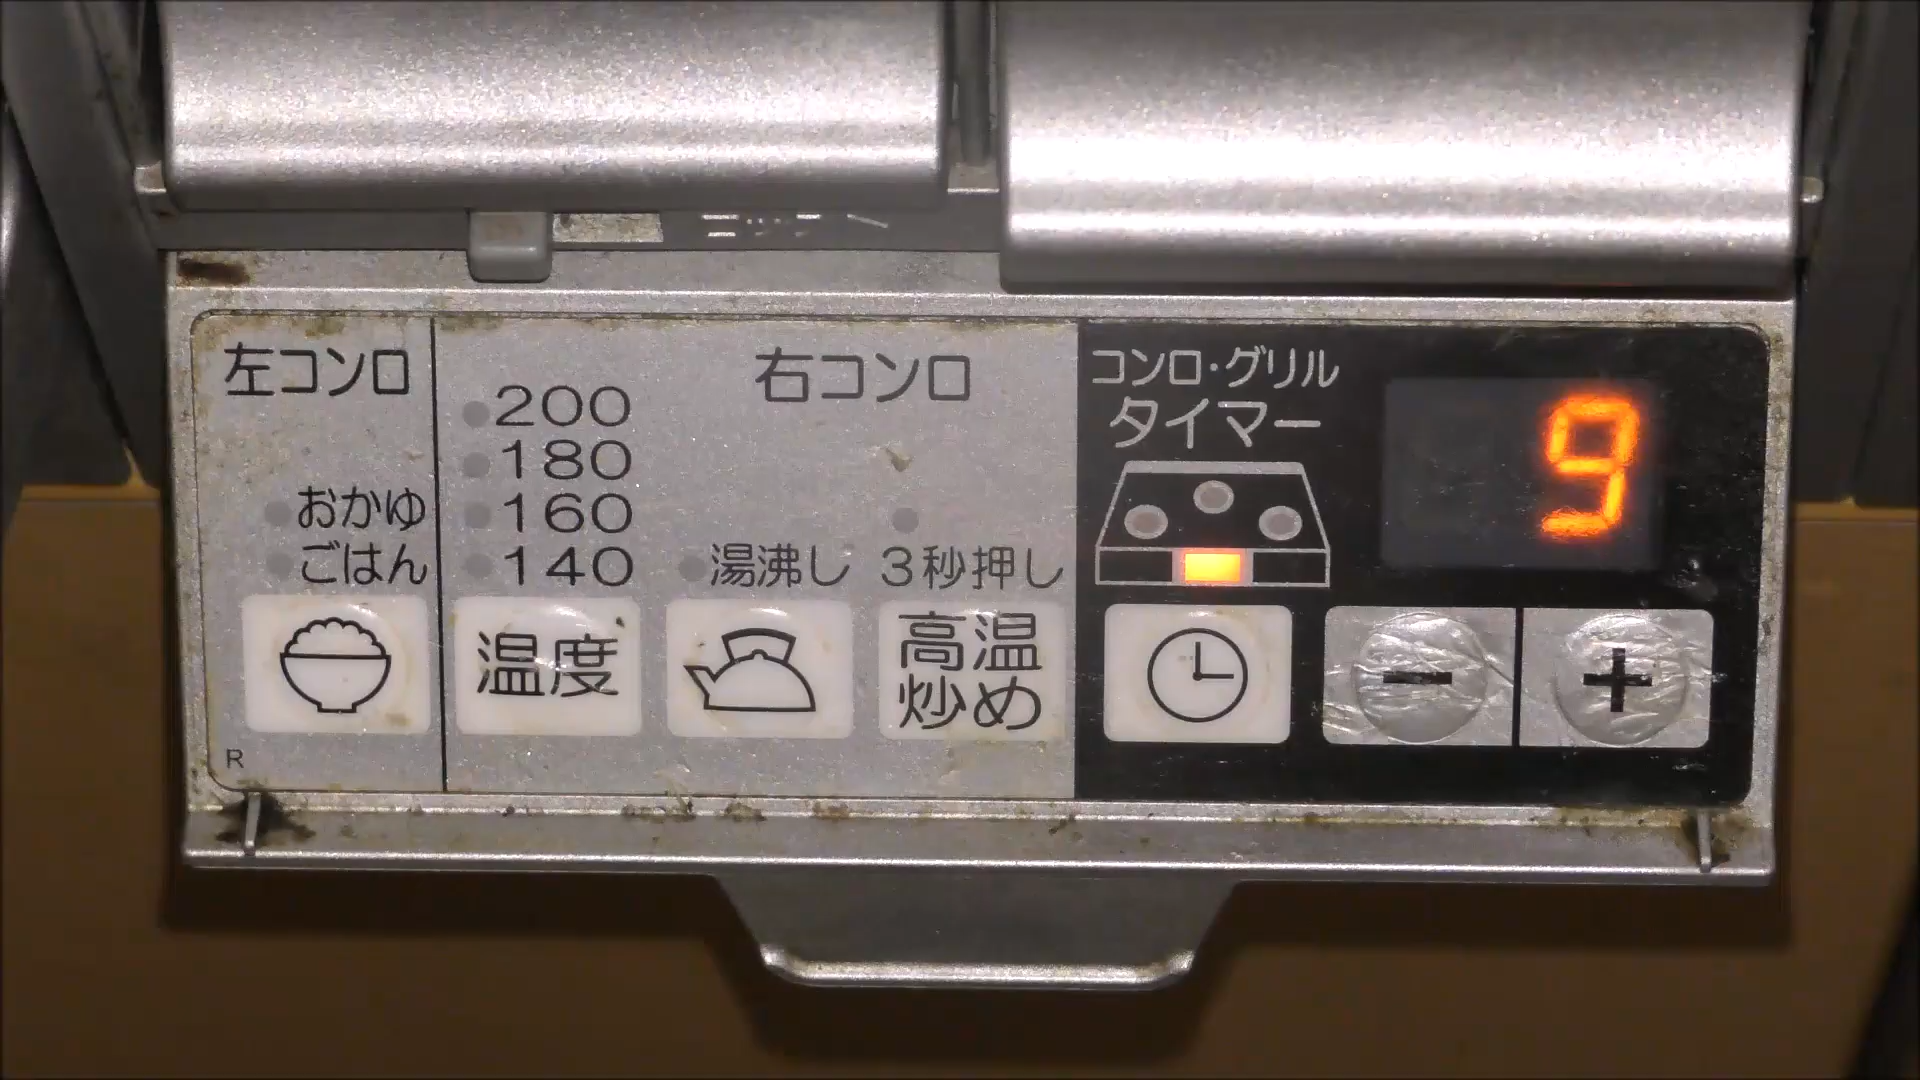 左コンロ
おかゆ
ごはん
200
180
160
140
温度
右コンロ
湯沸し
3秒押し
高温
炒め
コンロ・グリル
タイマー
9
－
＋
R